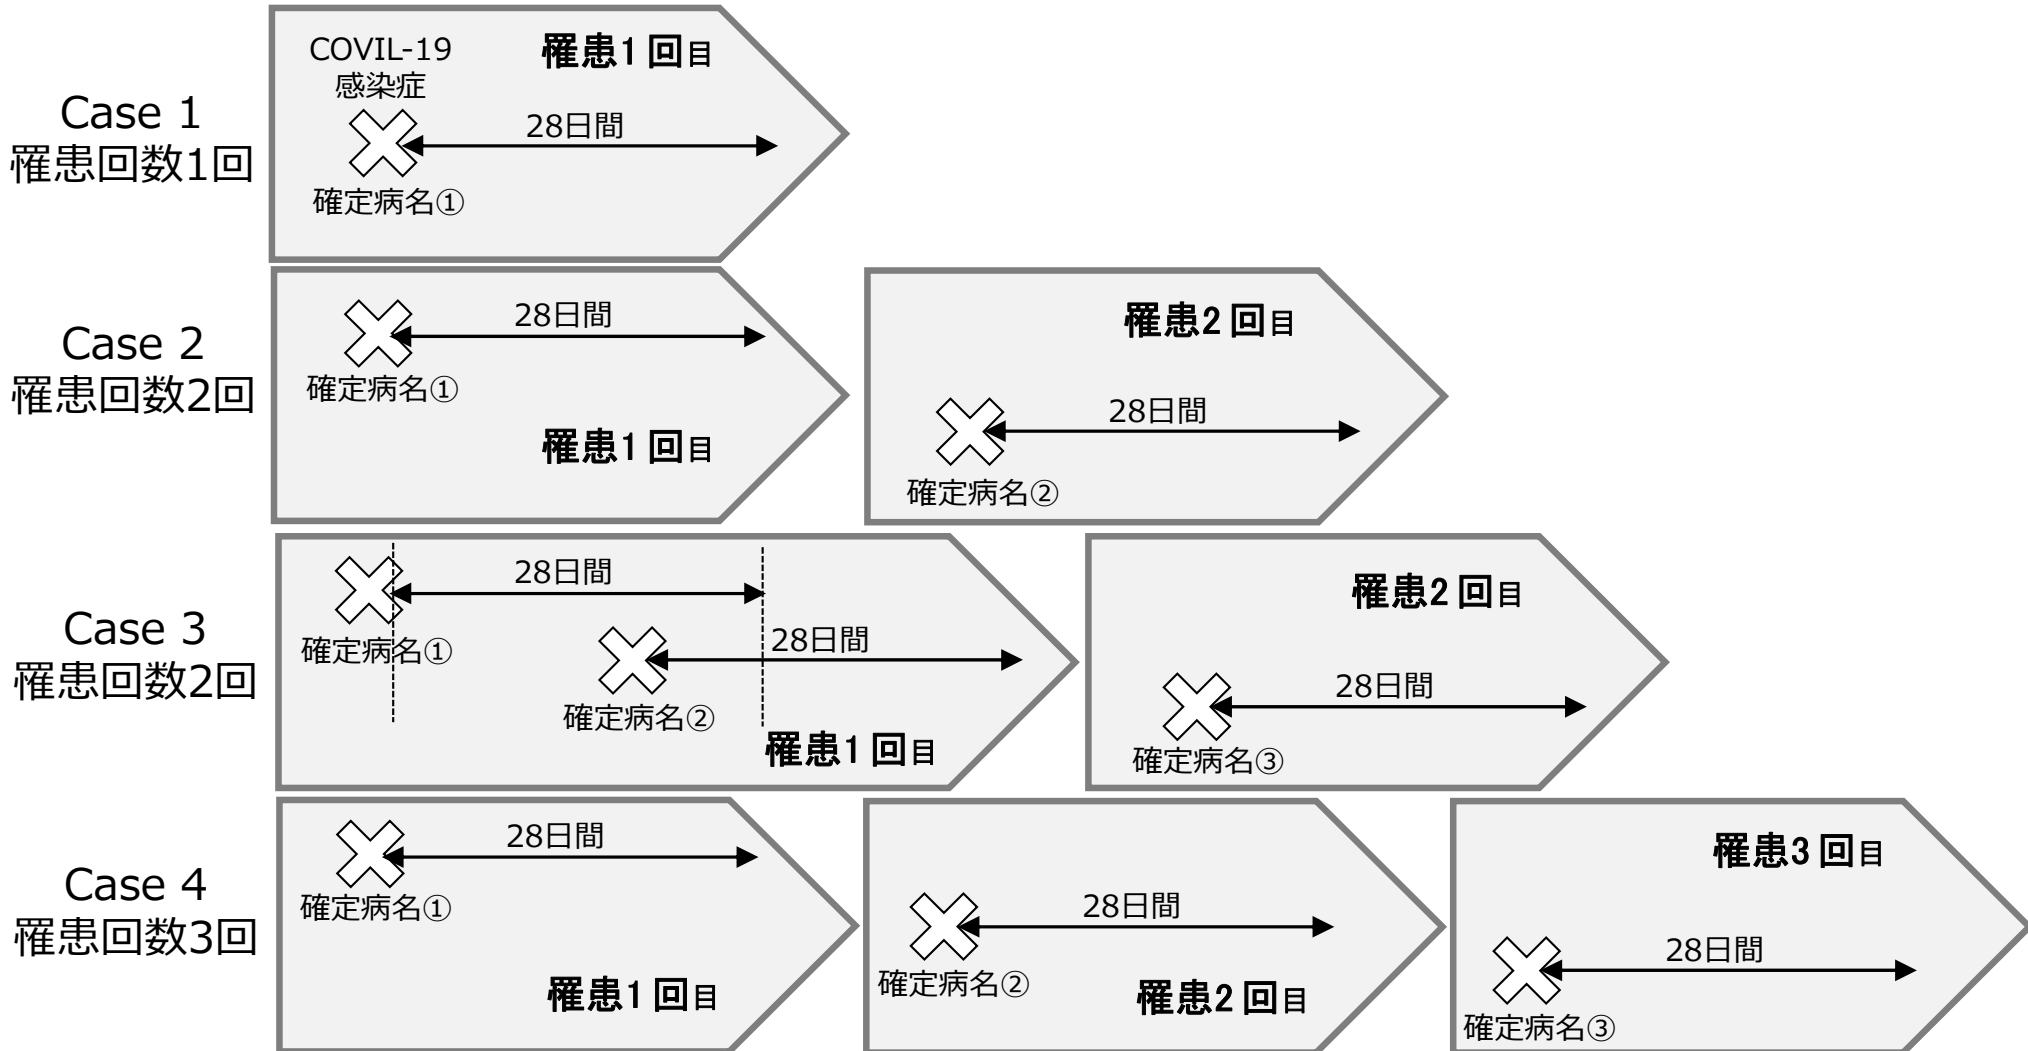 Case 1
罹患回数1回
COVIL-19
感染症
罹患1回目
28日間
確定病名①
Case 2
罹患回数2回
28日間
確定病名①
罹患1回目
罹患2回目
28日間
確定病名②
Case 3
罹患回数2回
28日間
確定病名①
28日間
確定病名②
罹患1回目
罹患2回目
28日間
確定病名③
Case 4
罹患回数3回
28日間
確定病名①
罹患1回目
28日間
確定病名②
罹患2回目
罹患3回目
28日間
確定病名③